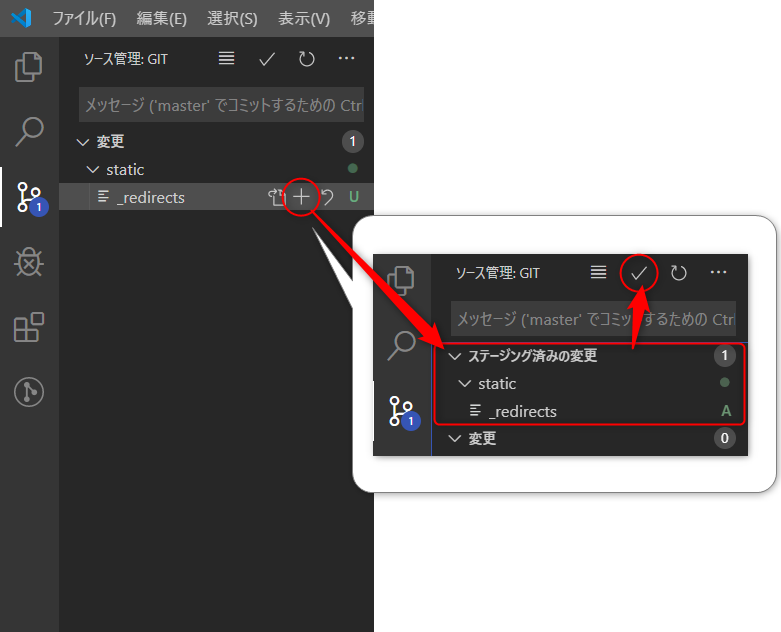 ファイル(F) 編集(E) 選択(S) 表示(V) 移動
ソース管理: GIT
メッセージ ('master' でコミットするための Ctrl
変更 1
static
_redirects U
1
ソース管理: GIT
メッセージ ('master' でコミットするための Ctrl
ステージング済みの変更 1
static
_redirects A
1
変更 0